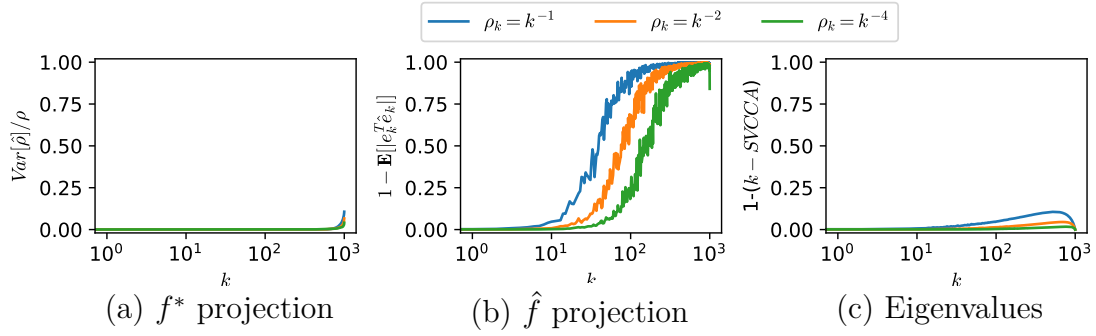 ρ_k = k^{-1} ρ_k = k^{-2} ρ_k = k^{-4}
Var[ρ̂]/ρ
1.00
0.75
0.50
0.25
0.00
10^0 10^1 10^2 10^3
k
(a) f* projection
1 − E[|e_k^T ê_k|]
1.00
0.75
0.50
0.25
0.00
10^0 10^1 10^2 10^3
k
(b) f̂ projection
1-(k − SVCCA)
1.00
0.75
0.50
0.25
0.00
10^0 10^1 10^2 10^3
k
(c) Eigenvalues